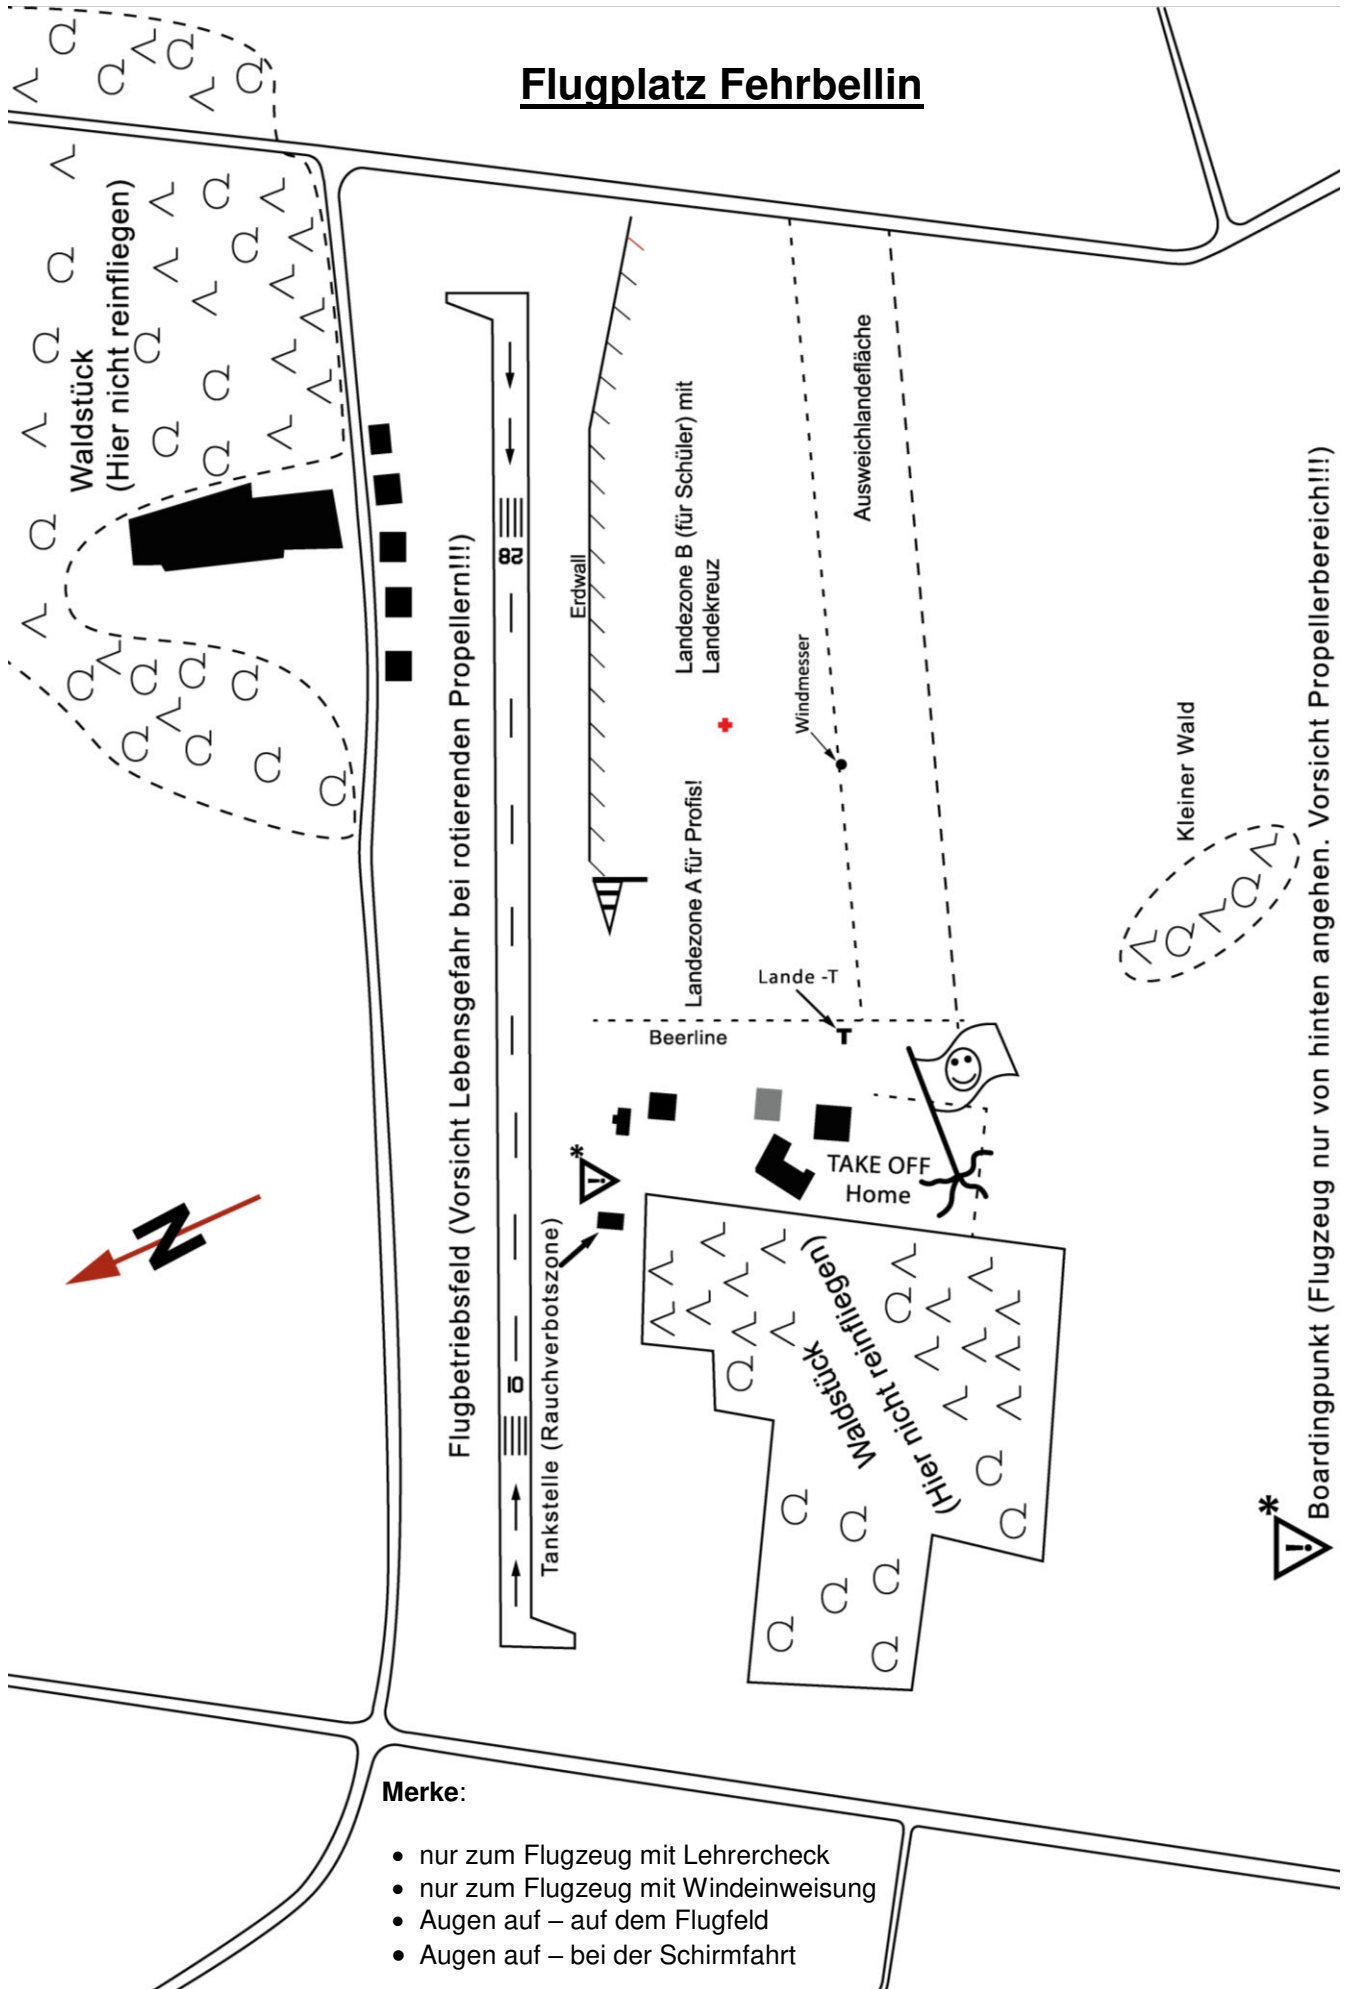 Flugplatz Fehrbellin
Waldstück
(Hier nicht reinfliegen)
Flugbetriebsfeld (Vorsicht Lebensgefahr bei rotierenden Propellern!!!)
28
Erdwall
Landezone B (für Schüler) mit
Landekreuz
Ausweichlandefläche
Windmesser
Landezone A für Profis!
Kleiner Wald
Lande -T
T
Beerline
TAKE OFF
Home
*
!
N
Tankstelle (Rauchverbotszone)
10
Waldstück
(Hier nicht reinfliegen)
*
!
Boardingpunkt (Flugzeug nur von hinten angehen. Vorsicht Propellerbereich!!!)
Merke:
• nur zum Flugzeug mit Lehrercheck
• nur zum Flugzeug mit Windeinweisung
• Augen auf – auf dem Flugfeld
• Augen auf – bei der Schirmfahrt